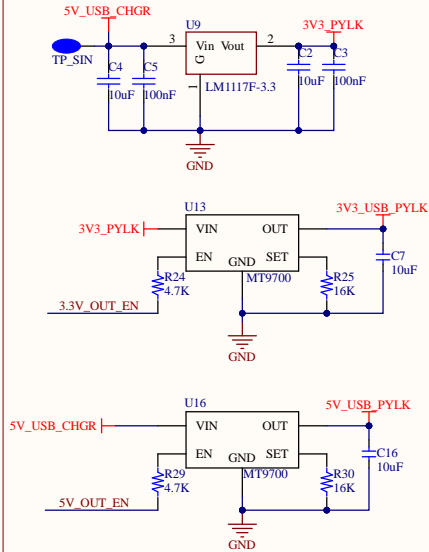 5V_USB_CHGR
U9
3V3_PYLK
3
Vin Vout
2
G
TP_SIN
C4
10uF
C5
100nF
1
LM1117F-3.3
C2
10uF
C3
100nF
GND
U13
3V3_USB_PYLK
3V3_PYLK
VIN
OUT
EN
GND
SET
C7
10uF
R24
4.7K
MT9700
R25
16K
3.3V_OUT_EN
GND
U16
5V_USB_PYLK
5V_USB_CHGR
VIN
OUT
EN
GND
SET
C16
10uF
R29
4.7K
MT9700
R30
16K
5V_OUT_EN
GND